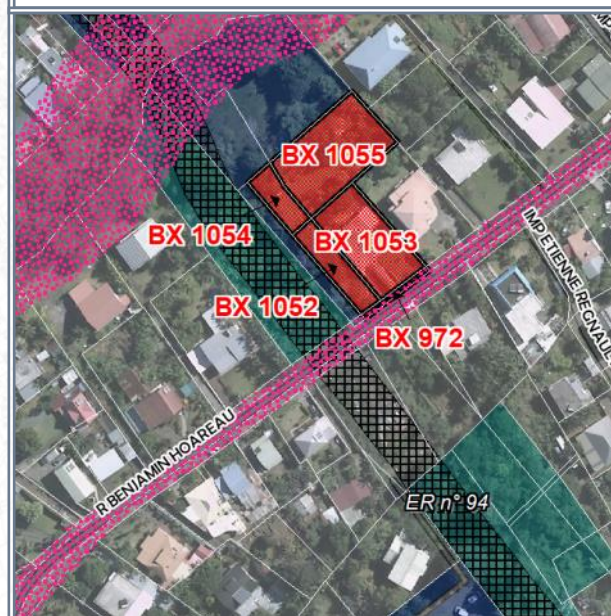 BX 1055
BX 1054
BX 1053
BX 1052
BX 972
IMP ETIENNE REGNAUL
R BENJAMIN HOAREAU
ER n° 94